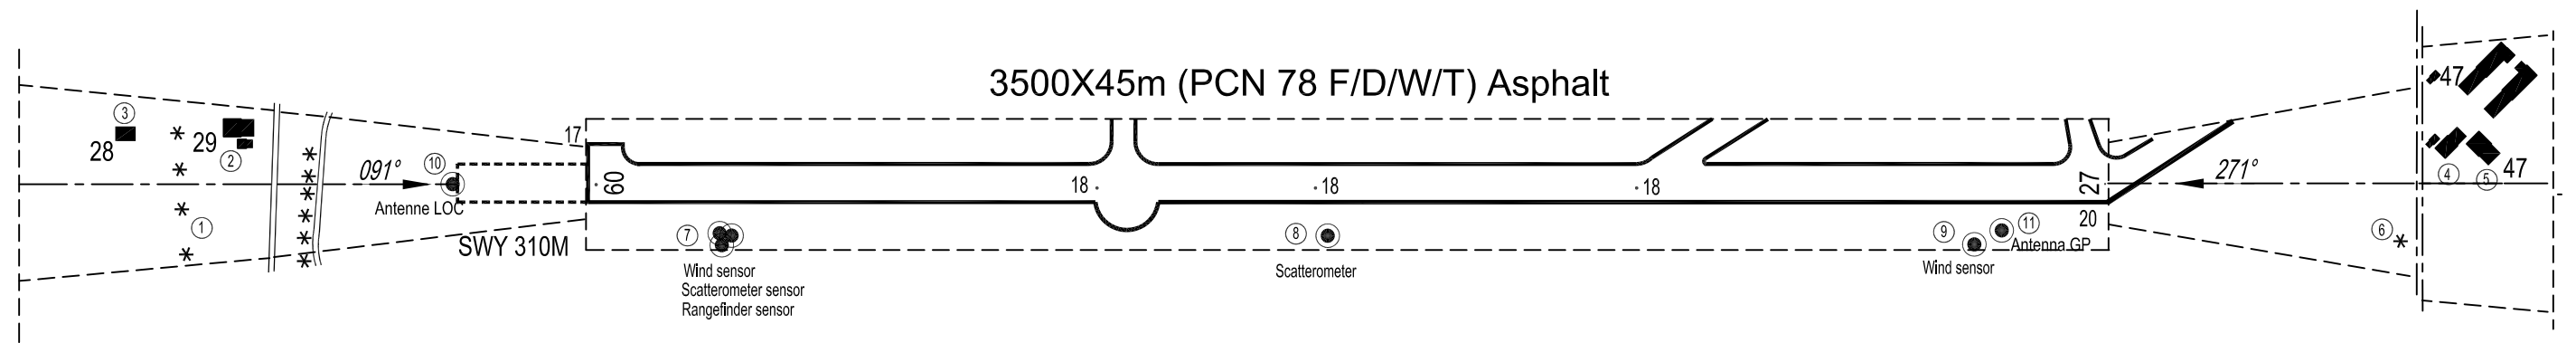 3500X45m (PCN 78 F/D/W/T) Asphalt
3
28
29
2
1
091°
10
Antenne LOC
SWY 310M
17
09
18
18
18
27
20
271°
7
Wind sensor
Scatterometer sensor
Rangefinder sensor
8
Scatterometer
9
Wind sensor
11
Antenna GP
6
47
4
5
47